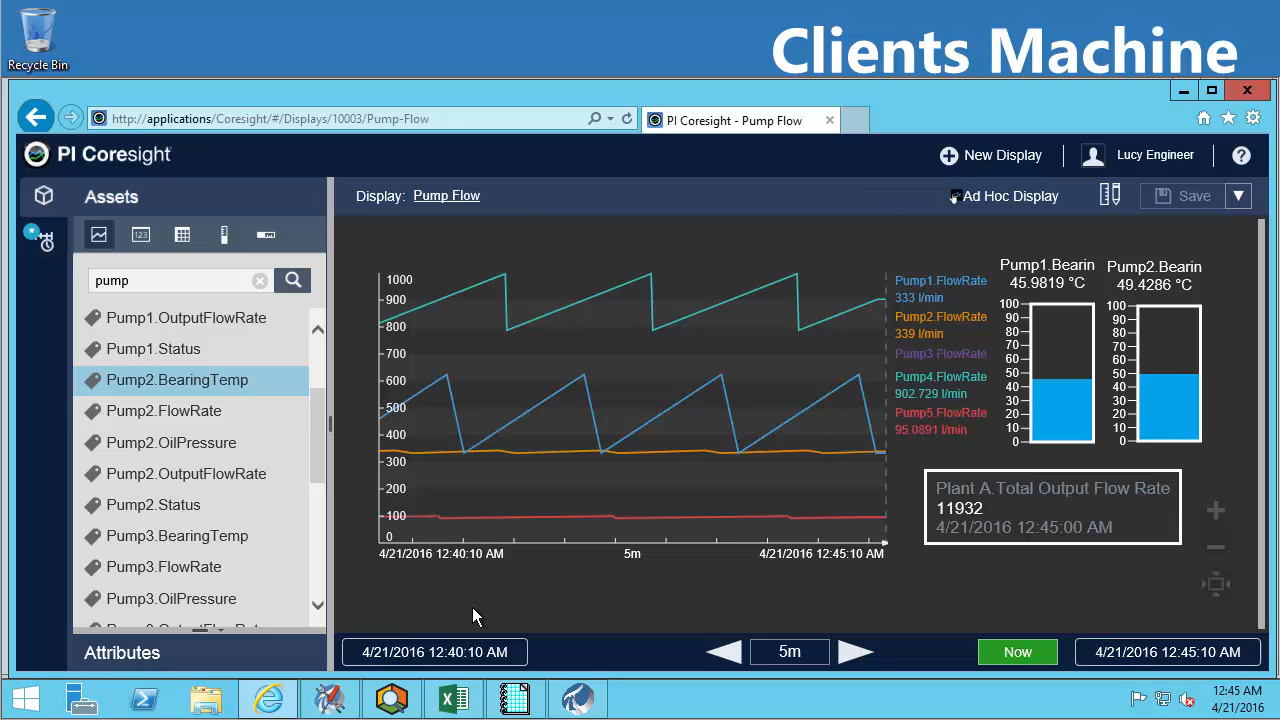 Clients Machine
Recycle Bin
http://applications/Coresight/#/Displays/10003/Pump-Flow
PI Coresight - Pump Flow
PI Coresight
New Display
Lucy Engineer
?
Assets
Display: Pump Flow
Ad Hoc Display
Save
123
pump
Pump1.OutputFlowRate
Pump1.Status
Pump2.BearingTemp
Pump2.FlowRate
Pump2.OilPressure
Pump2.OutputFlowRate
Pump2.Status
Pump3.BearingTemp
Pump3.FlowRate
Pump3.OilPressure
Attributes
1000
900
800
700
600
500
400
300
200
100
0
4/21/2016 12:40:10 AM
5m
4/21/2016 12:45:10 AM
Pump1.FlowRate
333 l/min
Pump2.FlowRate
339 l/min
Pump3.FlowRate
Pump4.FlowRate
902.729 l/min
Pump5.FlowRate
95.0891 l/min
Pump1.Bearin
45.9819 °C
100
90
80
70
60
50
40
30
20
10
0
Pump2.Bearin
49.4286 °C
100
90
80
70
60
50
40
30
20
10
0
Plant A.Total Output Flow Rate
11932
4/21/2016 12:45:00 AM
4/21/2016 12:40:10 AM
5m
Now
4/21/2016 12:45:10 AM
12:45 AM
4/21/2016